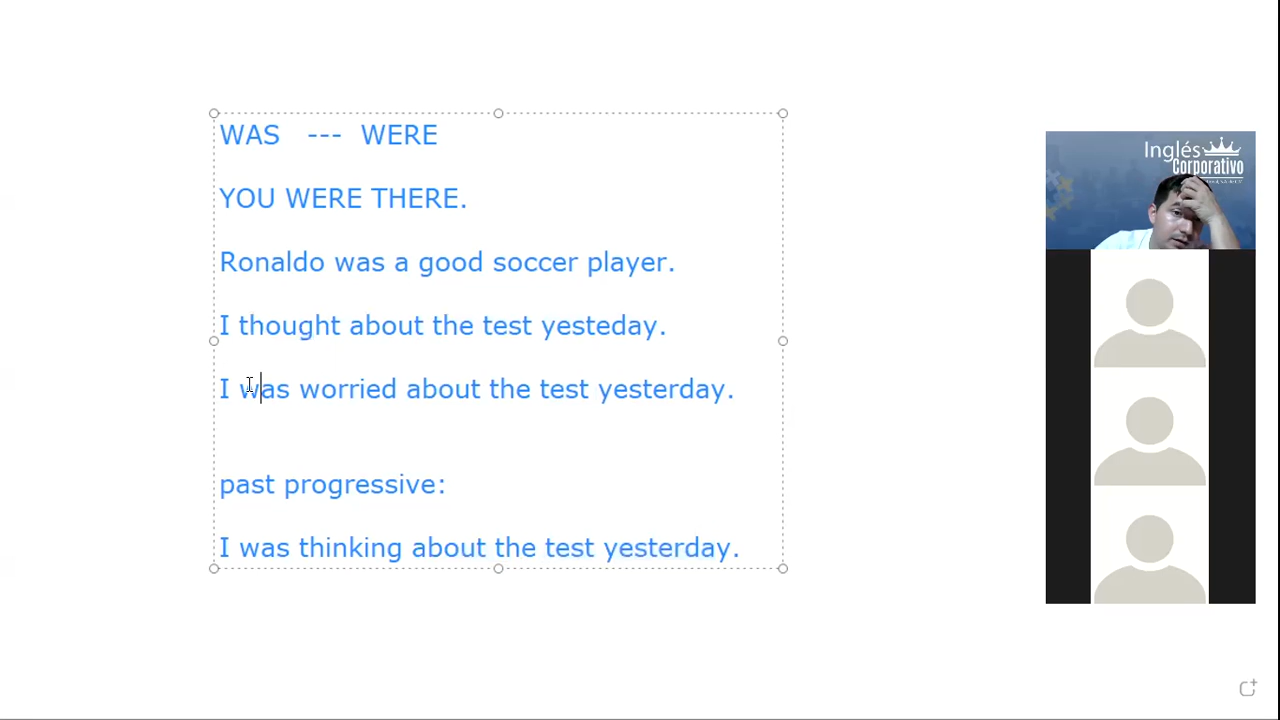 WAS --- WERE
YOU WERE THERE.
Ronaldo was a good soccer player.
I thought about the test yesteday.
I was worried about the test yesterday.
past progressive:
I was thinking about the test yesterday.
Inglés
Corporativo